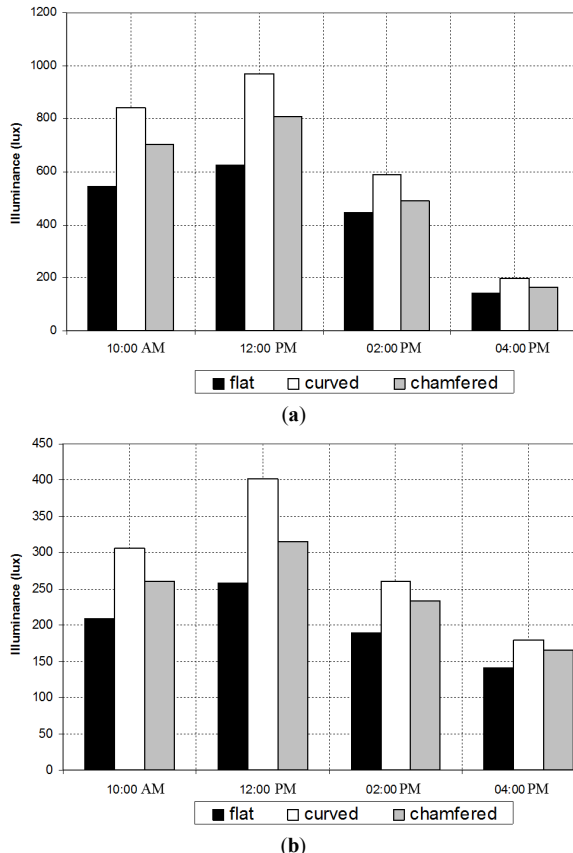 1200
1000
800
600
400
200
0
Illuminance (lux)
10:00 AM 12:00 PM 02:00 PM 04:00 PM
flat curved chamfered
(a)
450
400
350
300
250
200
150
100
50
0
Illuminance (lux)
10:00 AM 12:00 PM 02:00 PM 04:00 PM
flat curved chamfered
(b)